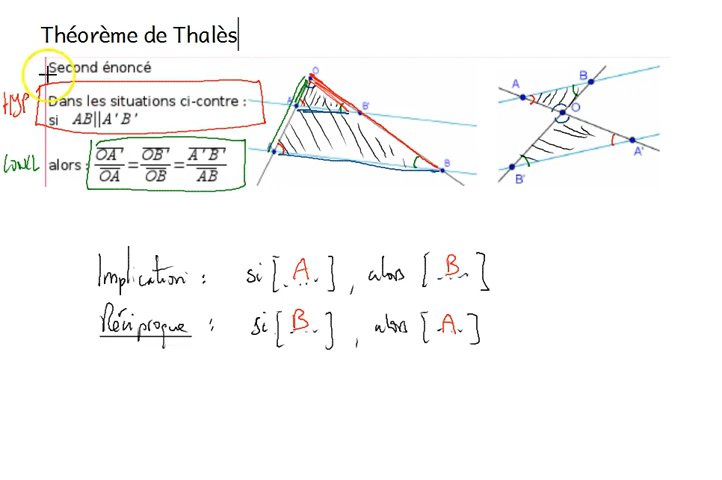 Théorème de Thalès
Second énoncé
HYP
Dans les situations ci-contre :
si AB||A'B'
CONCL
alors : OA'/OA = OB'/OB = A'B'/AB
O
A'
B'
B
A
B
O
A'
B'
Implication : si [ A ], alors [ B ]
Réciproque : si [ B ], alors [ A ]